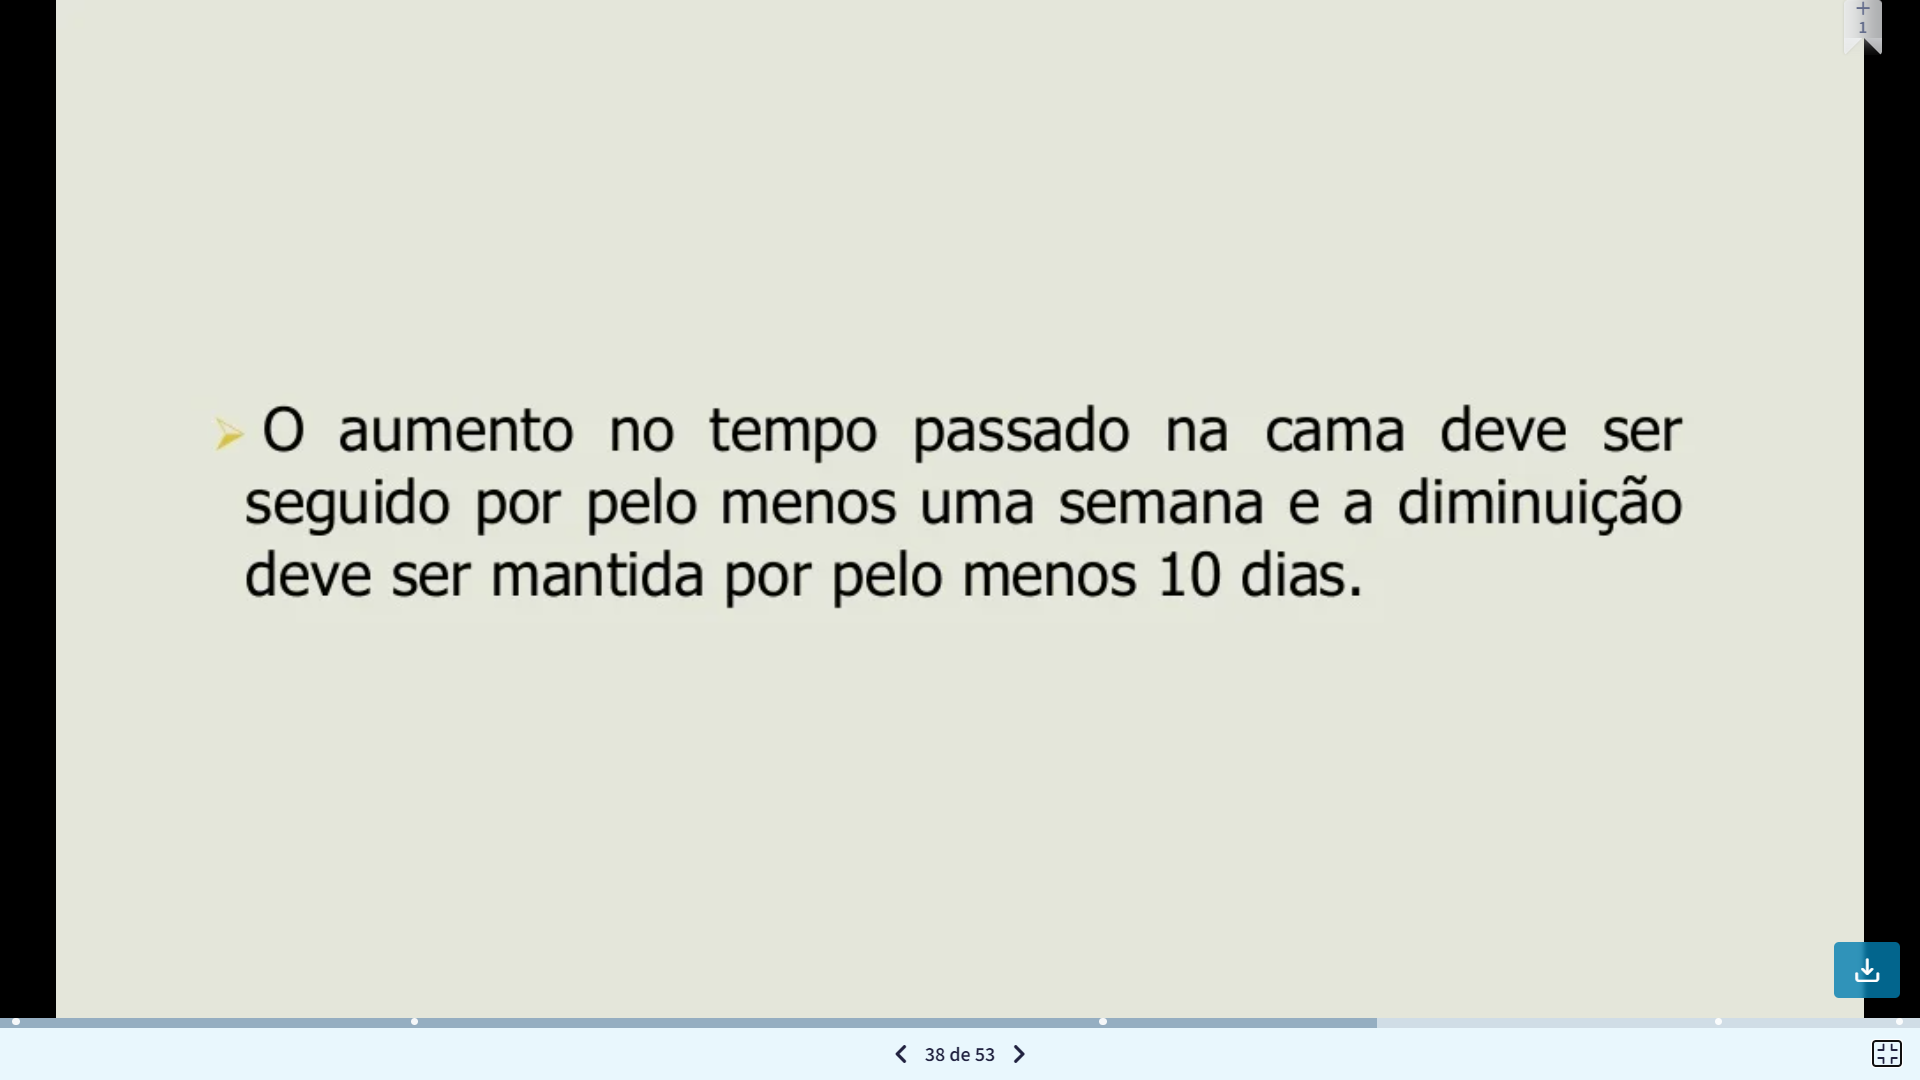 +
1
O aumento no tempo passado na cama deve ser
seguido por pelo menos uma semana e a diminuição
deve ser mantida por pelo menos 10 dias.
38 de 53